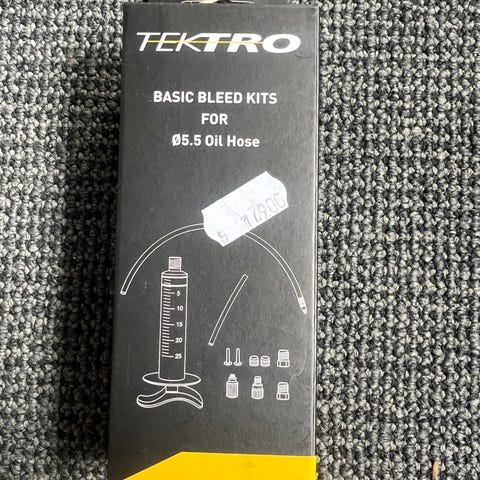 TEKTRO
BASIC BLEED KITS
FOR
Ø5.5 Oil Hose
5
10
15
20
25